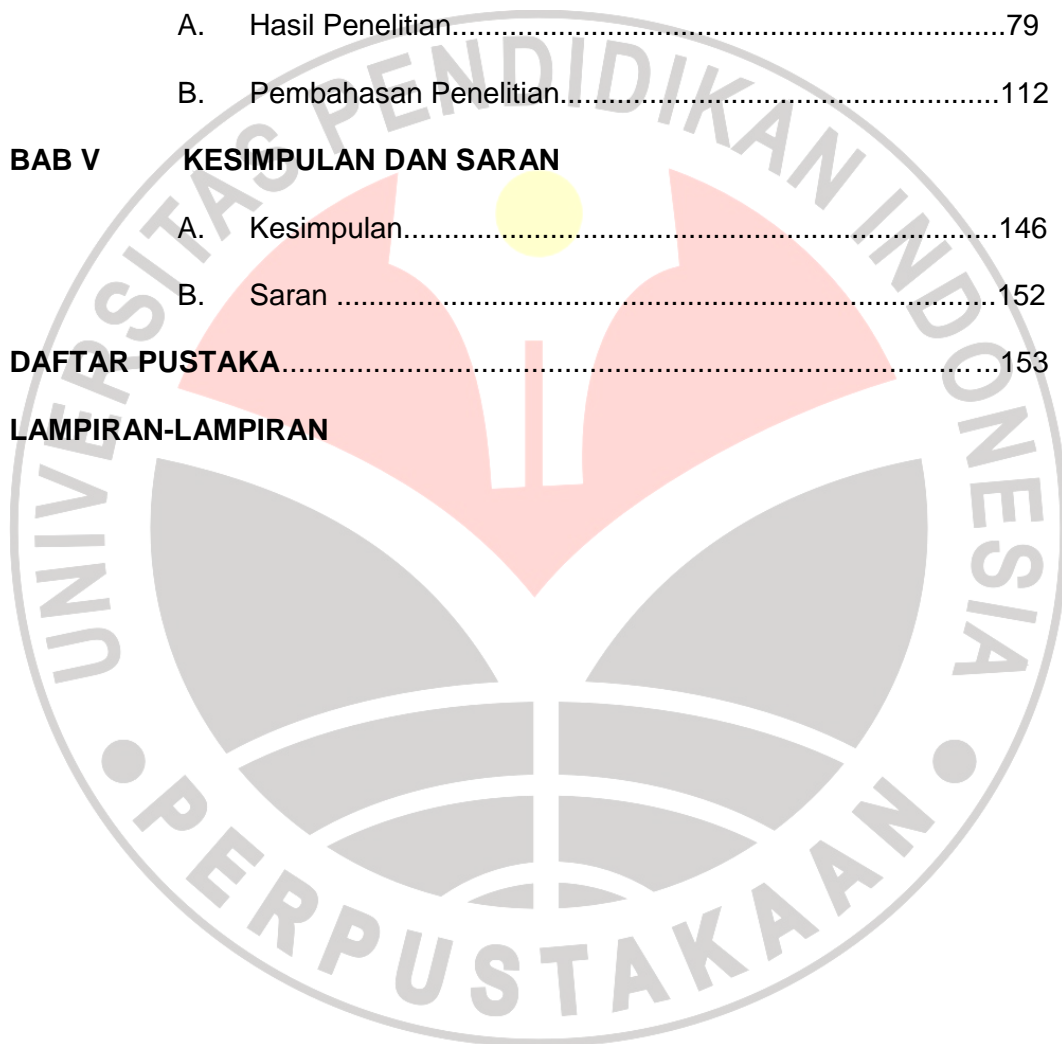 A. Hasil Penelitian....................................................................79
B. Pembahasan Penelitian......................................................112
BAB V KESIMPULAN DAN SARAN
A. Kesimpulan.........................................................................146
B. Saran .................................................................................152
DAFTAR PUSTAKA.....................................................................................153
LAMPIRAN-LAMPIRAN
UNIVERSITAS PENDIDIKAN INDONESIA
PERPUSTAKAAN